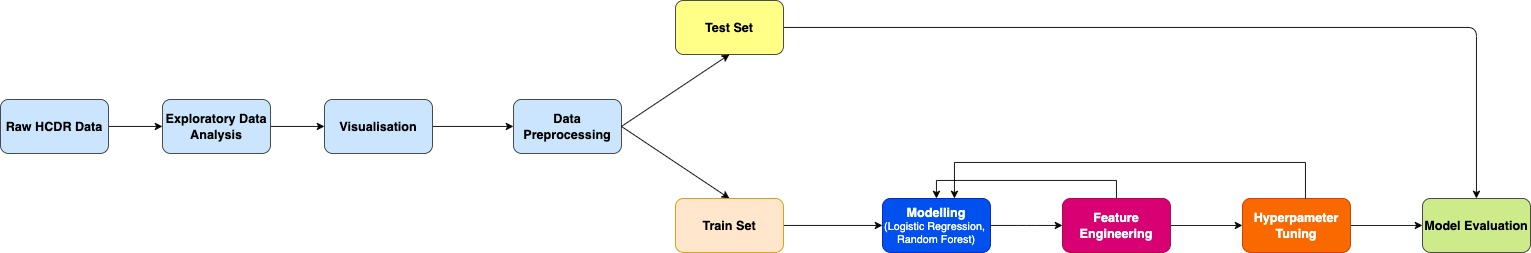 Test Set
Raw HCDR Data
Exploratory Data
Analysis
Visualisation
Data
Preprocessing
Train Set
Modelling
(Logistic Regression,
Random Forest)
Feature
Engineering
Hyperpameter
Tuning
Model Evaluation